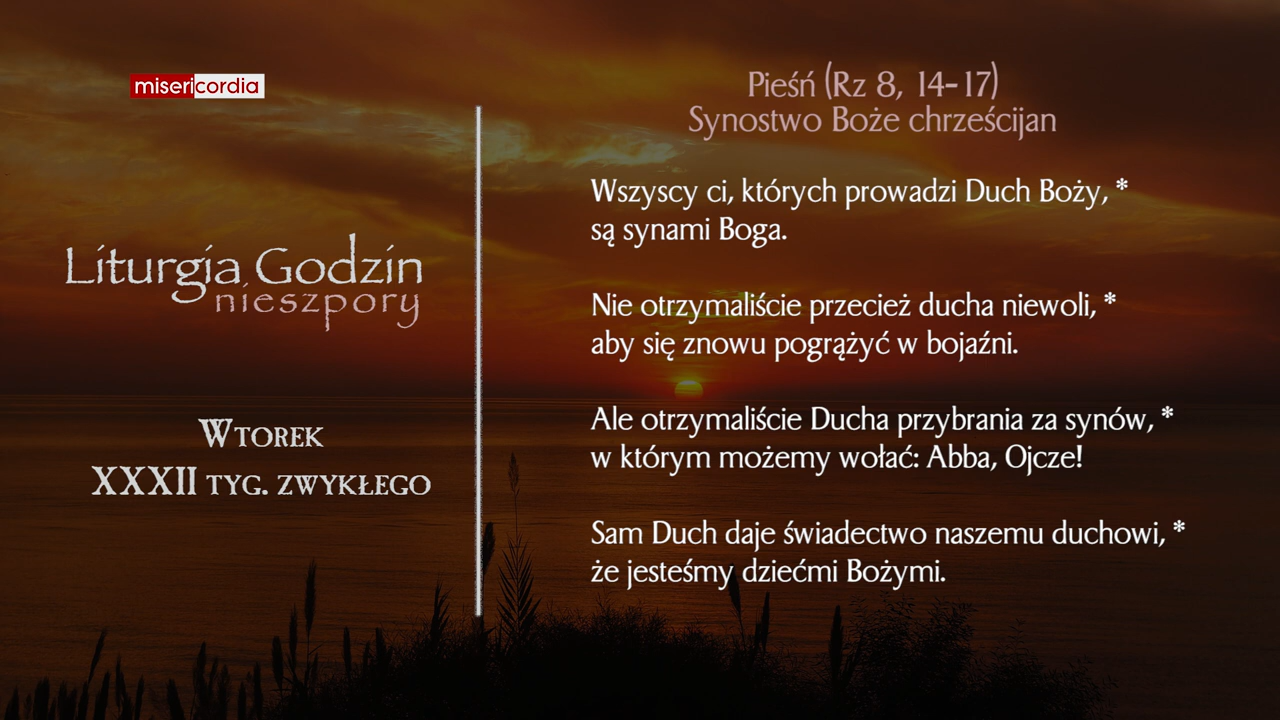 misericordia
Liturgia Godzin
nieszpory
Wtorek
XXXII tyg. zwykłego
Pieśń (Rz 8, 14-17)
Synostwo Boże chrześcijan
Wszyscy ci, których prowadzi Duch Boży, *
są synami Boga.
Nie otrzymaliście przecież ducha niewoli, *
aby się znowu pogrążyć w bojaźni.
Ale otrzymaliście Ducha przybrania za synów, *
w którym możemy wołać: Abba, Ojcze!
Sam Duch daje świadectwo naszemu duchowi, *
że jesteśmy dziećmi Bożymi.